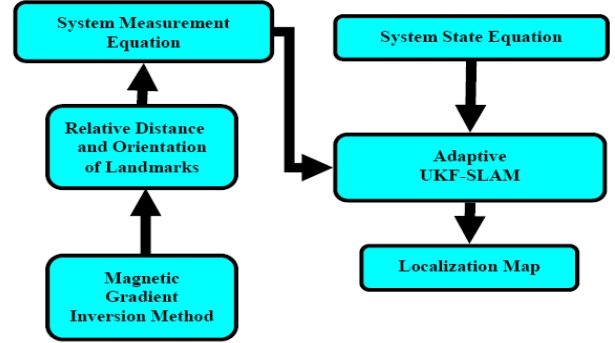 System Measurement
Equation
System State Equation
Relative Distance
and Orientation
of Landmarks
Adaptive
UKF-SLAM
Magnetic
Gradient
Inversion Method
Localization Map